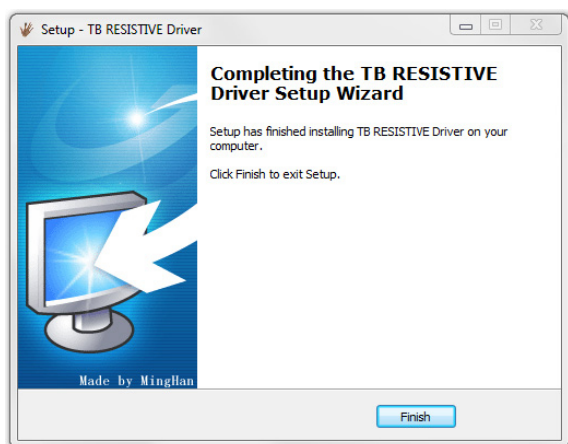 Setup - TB RESISTIVE Driver
Completing the TB RESISTIVE
Driver Setup Wizard
Setup has finished installing TB RESISTIVE Driver on your
computer.
Click Finish to exit Setup.
Made by MingHan
Finish